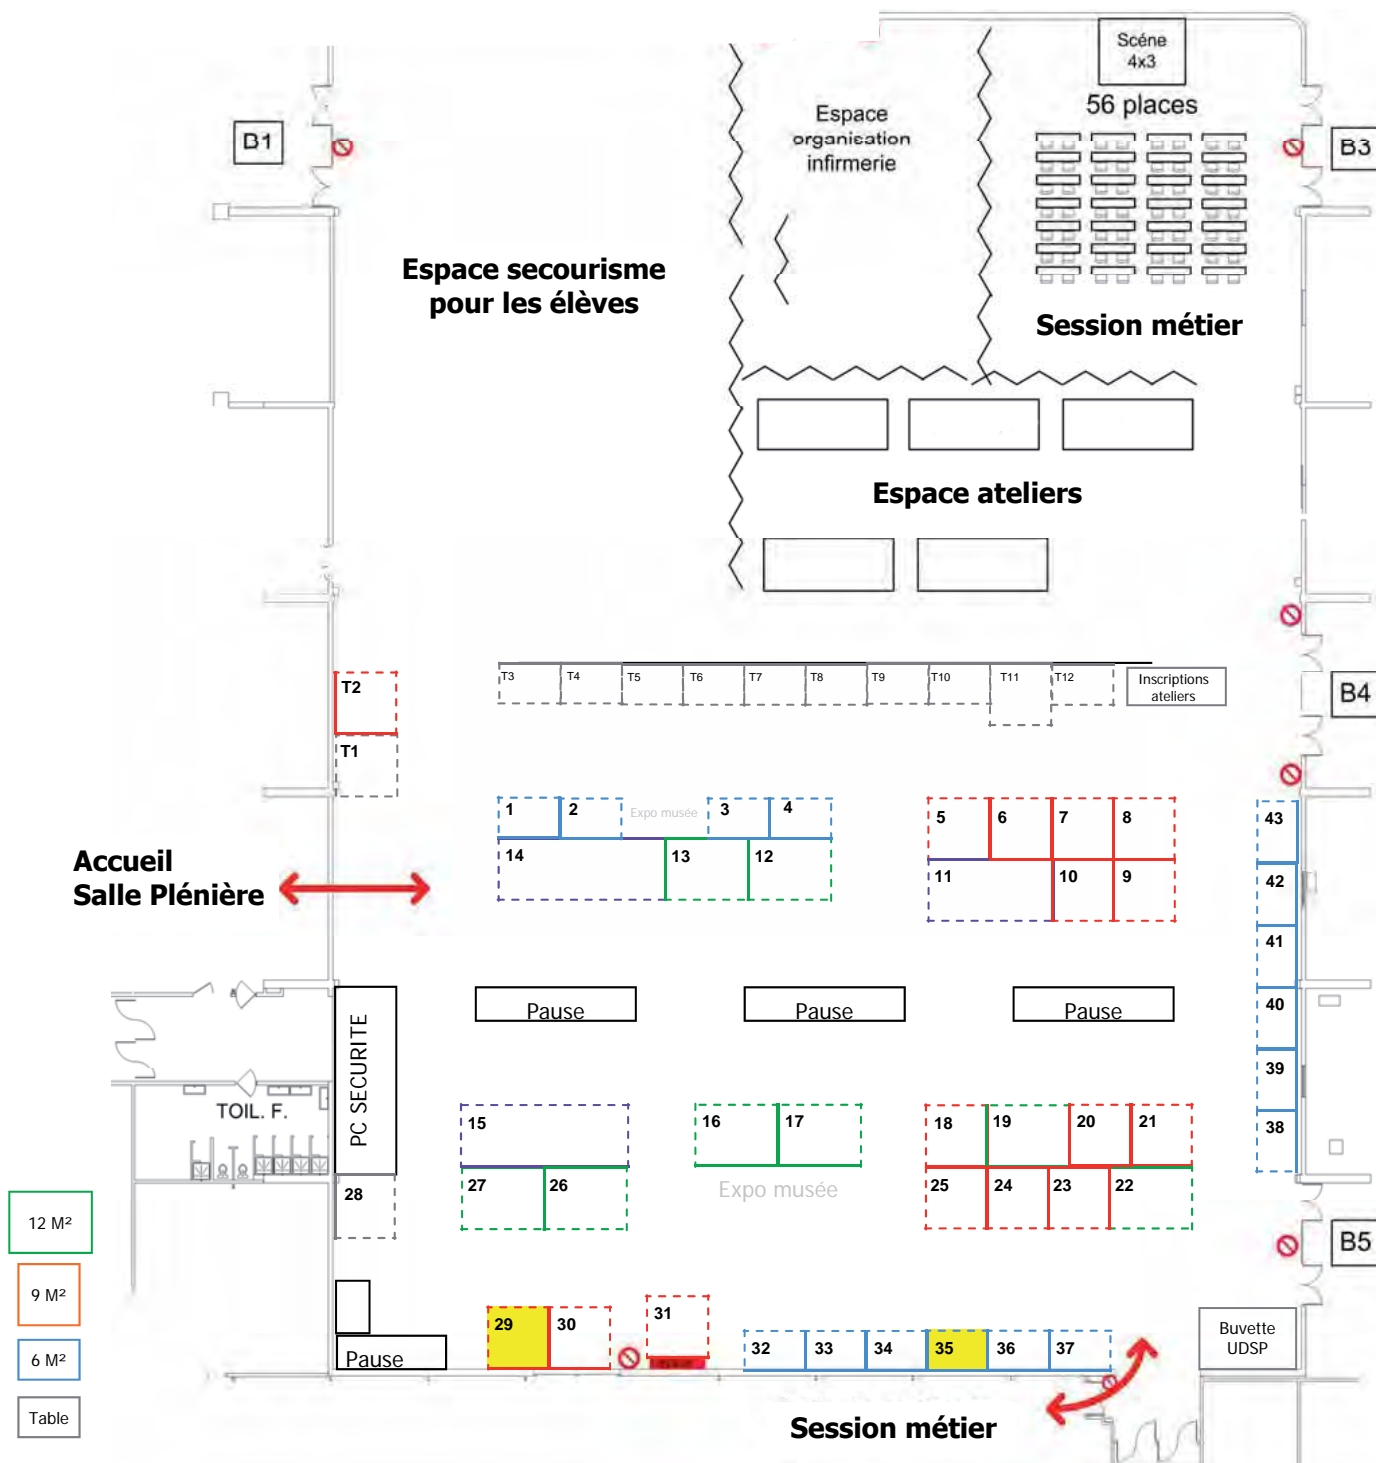 Scéne
4x3
56 places
B1
Espace
organisation
infirmerie
B3
Espace secourisme
pour les élèves
Session métier
Espace ateliers
T2
T1
T3
T4
T5
T6
T7
T8
T9
T10
T11
T12
Inscriptions
ateliers
B4
1
2
Expo musée
3
4
5
6
7
8
43
14
13
12
11
10
9
42
41
40
39
38
Accueil
Salle Plénière
Pause
Pause
Pause
PC SECURITE
TOIL. F.
15
16
17
18
19
20
21
27
26
Expo musée
25
24
23
22
28
B5
12 M²
9 M²
6 M²
Table
Pause
29
30
31
32
33
34
35
36
37
Buvette
UDSP
Session métier